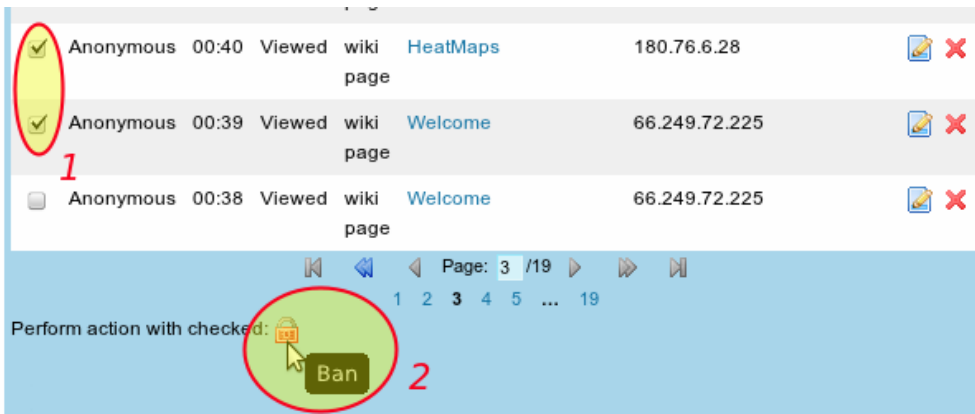 Anonymous 00:40 Viewed wiki HeatMaps 180.76.6.28
page
Anonymous 00:39 Viewed wiki Welcome 66.249.72.225
page
1
Anonymous 00:38 Viewed wiki Welcome 66.249.72.225
page
Page: 3 /19
1 2 3 4 5 ... 19
Perform action with checked:
Ban
2